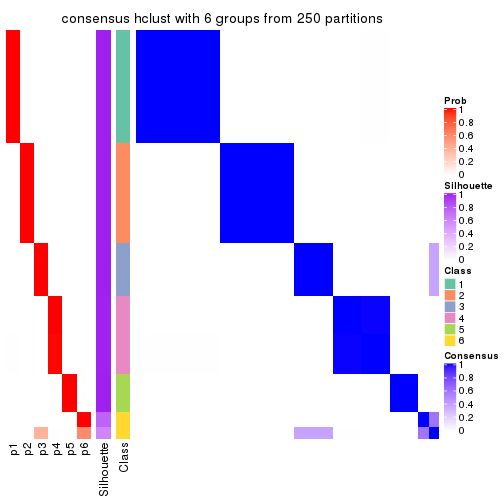 consensus hclust with 6 groups from 250 partitions
Prob
1
0.8
0.6
0.4
0.2
0
Silhouette
1
0.8
0.6
0.4
0.2
0
Class
1
2
3
4
5
6
Consensus
1
0.8
0.6
0.4
0.2
0
p1
p2
p3
p4
p5
p6
Silhouette
Class